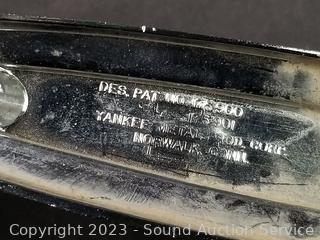 DES. PAT. NO.
YANKEE METAL PROD. CORP.
NORWALK, CONN.
Copyright 2023 - Sound Auction Service